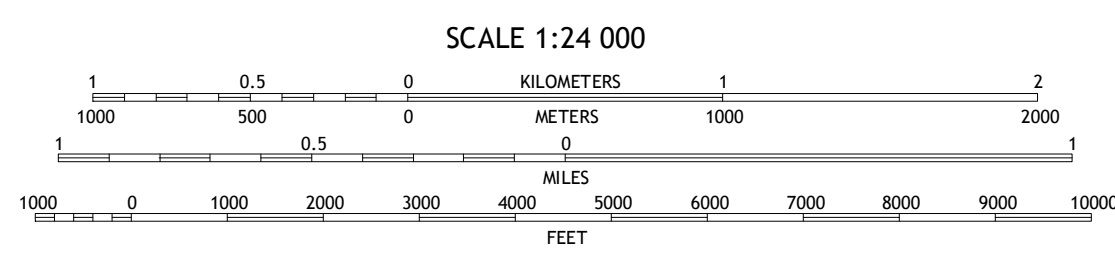 SCALE 1:24 000
1 0.5 0 KILOMETERS 1 2
1000 500 0 METERS 1000 2000
1 0.5 0 1
MILES
1000 0 1000 2000 3000 4000 5000 6000 7000 8000 9000 10000
FEET